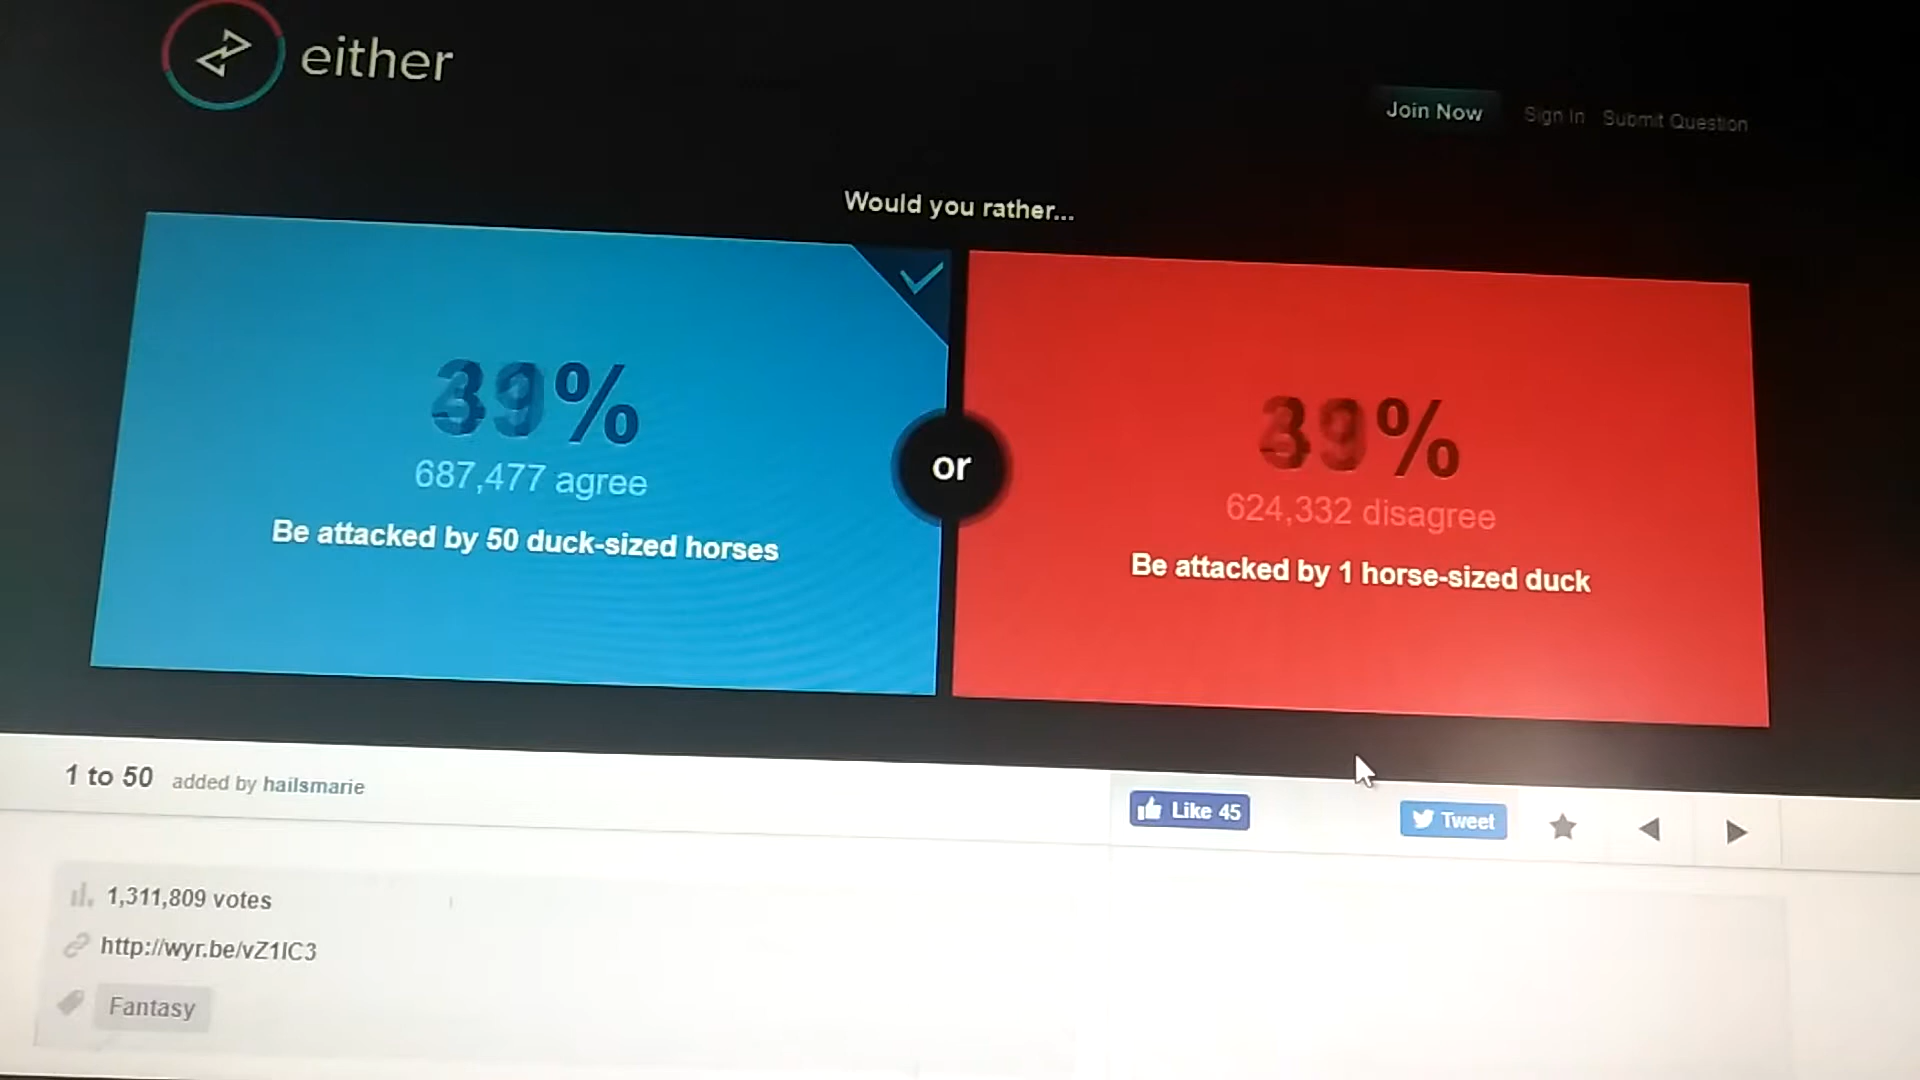 either
Join Now
Sign In
Submit Question
Would you rather...
687,477 agree
Be attacked by 50 duck-sized horses
or
624,332 disagree
Be attacked by 1 horse-sized duck
1 to 50 added by hailsmarie
Like 45
Tweet
1,311,809 votes
http://wyr.be/vZ1IC3
Fantasy